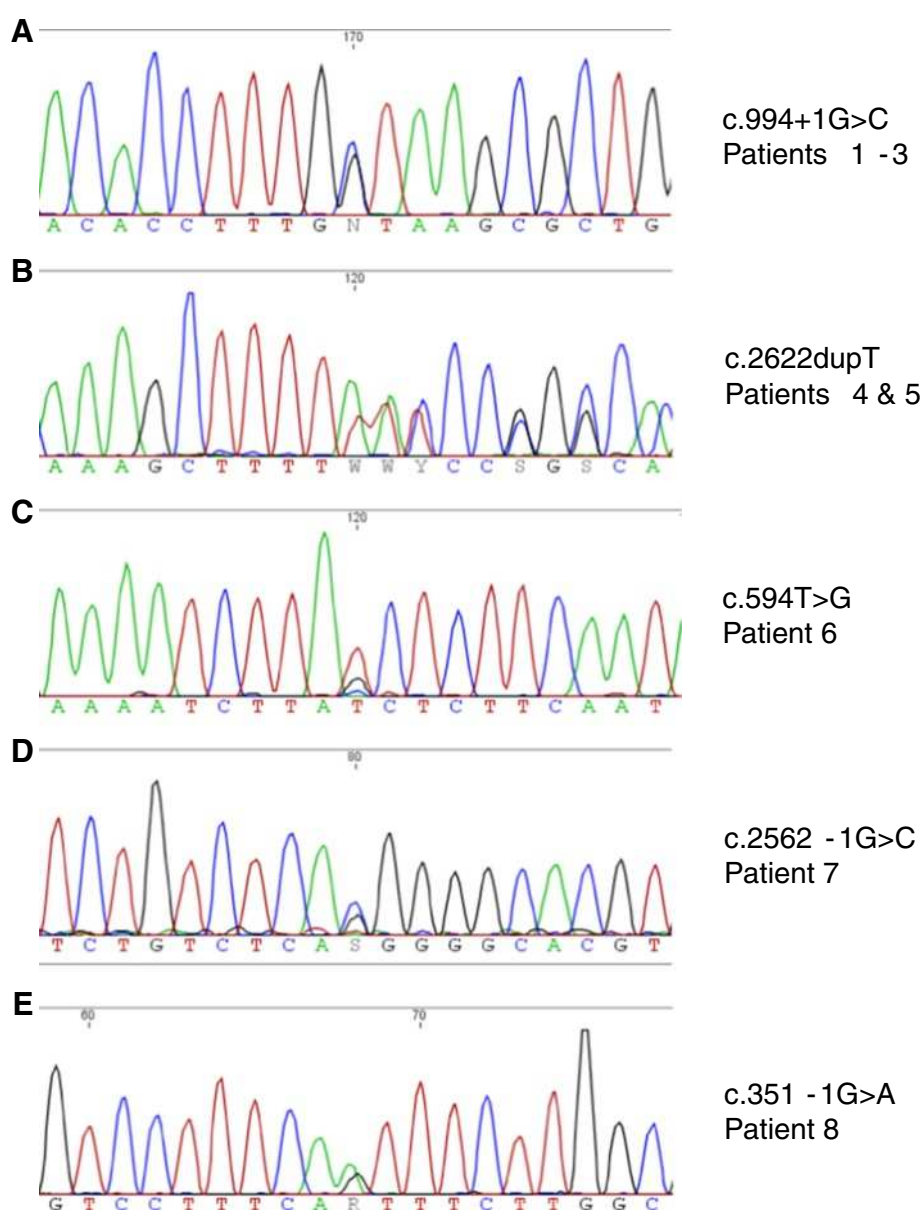 A
170
A C A C C T T T G N T A A G C G C T G
c.994+1G>C
Patients 1 -3
B
120
A A A G C T T T T W W Y C C S G S C A
c.2622dupT
Patients 4 & 5
C
120
A A A A T C T T A T C T C T T C A A T
c.594T>G
Patient 6
D
80
T C T G T C T C A S G G G G C A C G T
c.2562 -1G>C
Patient 7
E
60 70
G T C C T T T C A R T T T C T T G G C
c.351 -1G>A
Patient 8